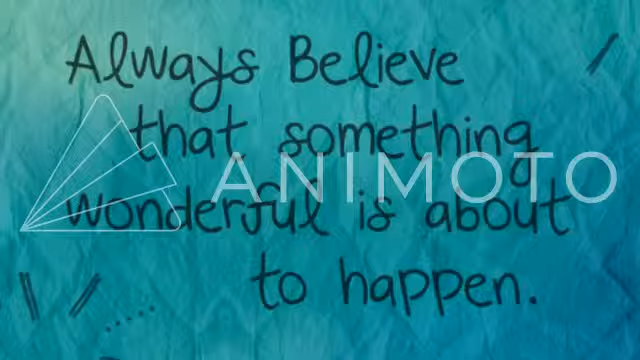 Always Believe
that something
ANIMOTO
wonderful is about
to happen.